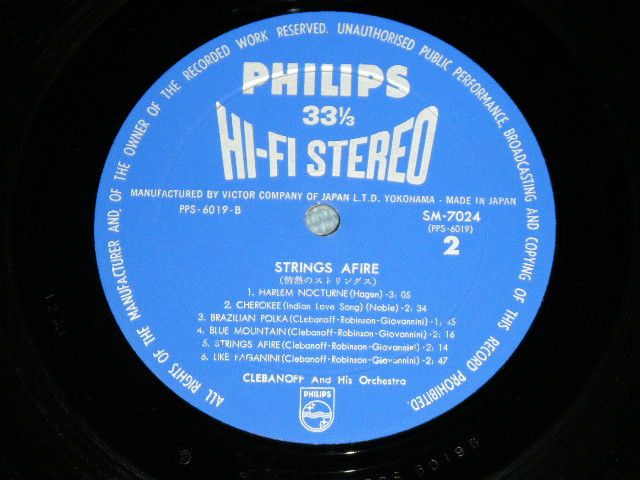 ALL RIGHTS OF THE MANUFACTURER AND, OF THE OWNER OF THE RECORDED WORK RESERVED. UNAUTHORISED PUBLIC PERFORMANCE, BROADCASTING AND COPYING OF THIS RECORD PROHIBITED.
PHILIPS
33⅓
HI-FI STEREO
MANUFACTURED BY VICTOR COMPANY OF JAPAN L.T.D. YOKOHAMA - MADE IN JAPAN
PPS-6019-B
SM-7024
(PPS-6019)
2
STRINGS AFIRE
(情熱のストリングス)
1. HARLEM NOCTURNE (Hagen) -3; 05
2. CHEROKEE (Indian Love Song) (Noble) -2; 34
3. BRAZILIAN POLKA (Clebanoff-Robinson-Giovannini) -1; 45
4. BLUE MOUNTAIN (Clebanoff-Robinson-Giovannini) -2; 16
5. STRINGS AFIRE (Clebanoff-Robinson-Giovannini) -2; 14
6. LIKE PAGANINI (Clebanoff-Robinson-Giovannini) -2; 47
CLEBANOFF And His Orchestra
PHILIPS